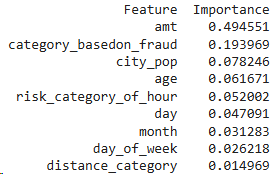 Feature Importance
amt 0.494551
category_basedon_fraud 0.193969
city_pop 0.078246
age 0.061671
risk_category_of_hour 0.052002
day 0.047091
month 0.031283
day_of_week 0.026218
distance_category 0.014969